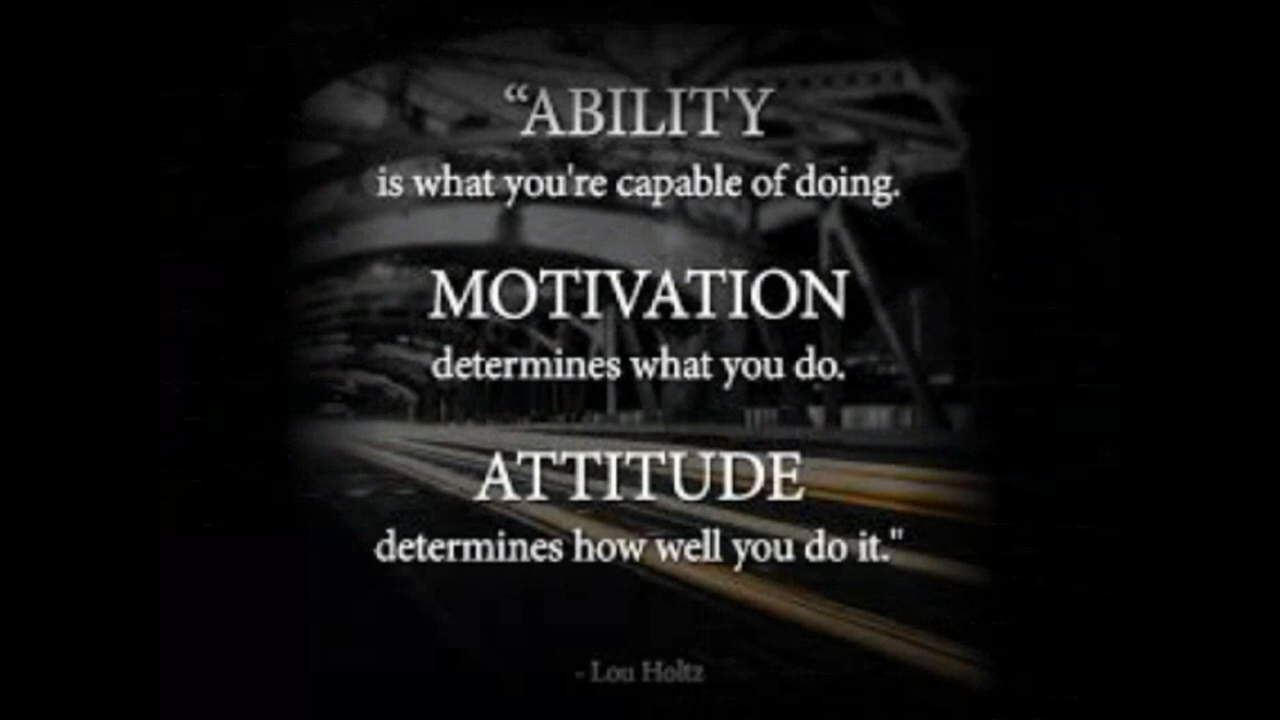 “ABILITY
is what you're capable of doing.
MOTIVATION
determines what you do.
ATTITUDE
determines how well you do it."
- Lou Holtz